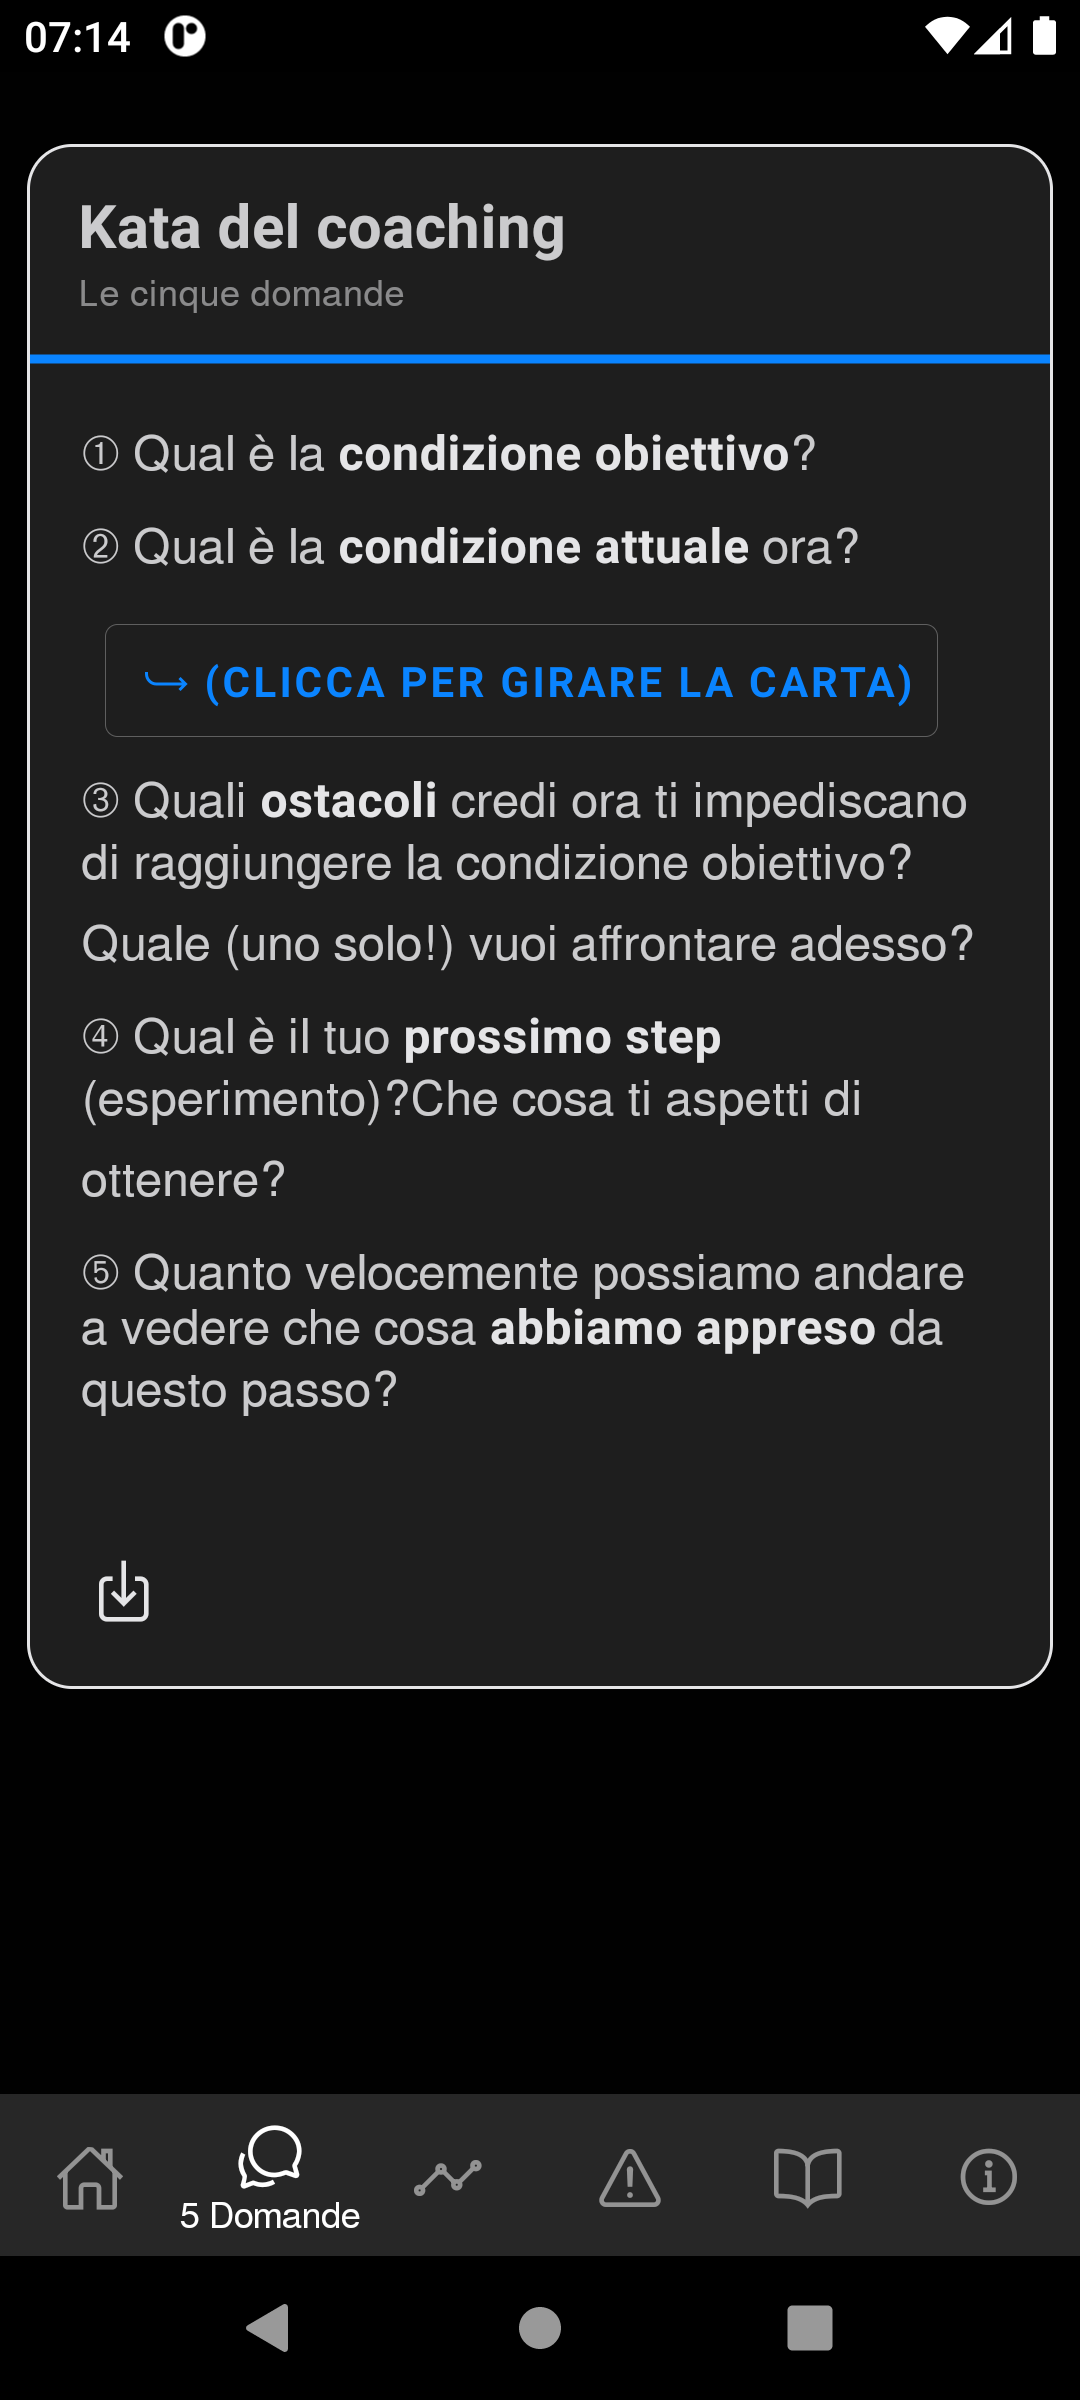 07:14
Kata del coaching
Le cinque domande
① Qual è la condizione obiettivo?
② Qual è la condizione attuale ora?
(CLICCA PER GIRARE LA CARTA)
③ Quali ostacoli credi ora ti impediscano
di raggiungere la condizione obiettivo?
Quale (uno solo!) vuoi affrontare adesso?
④ Qual è il tuo prossimo step
(esperimento)?Che cosa ti aspetti di
ottenere?
⑤ Quanto velocemente possiamo andare
a vedere che cosa abbiamo appreso da
questo passo?
5 Domande